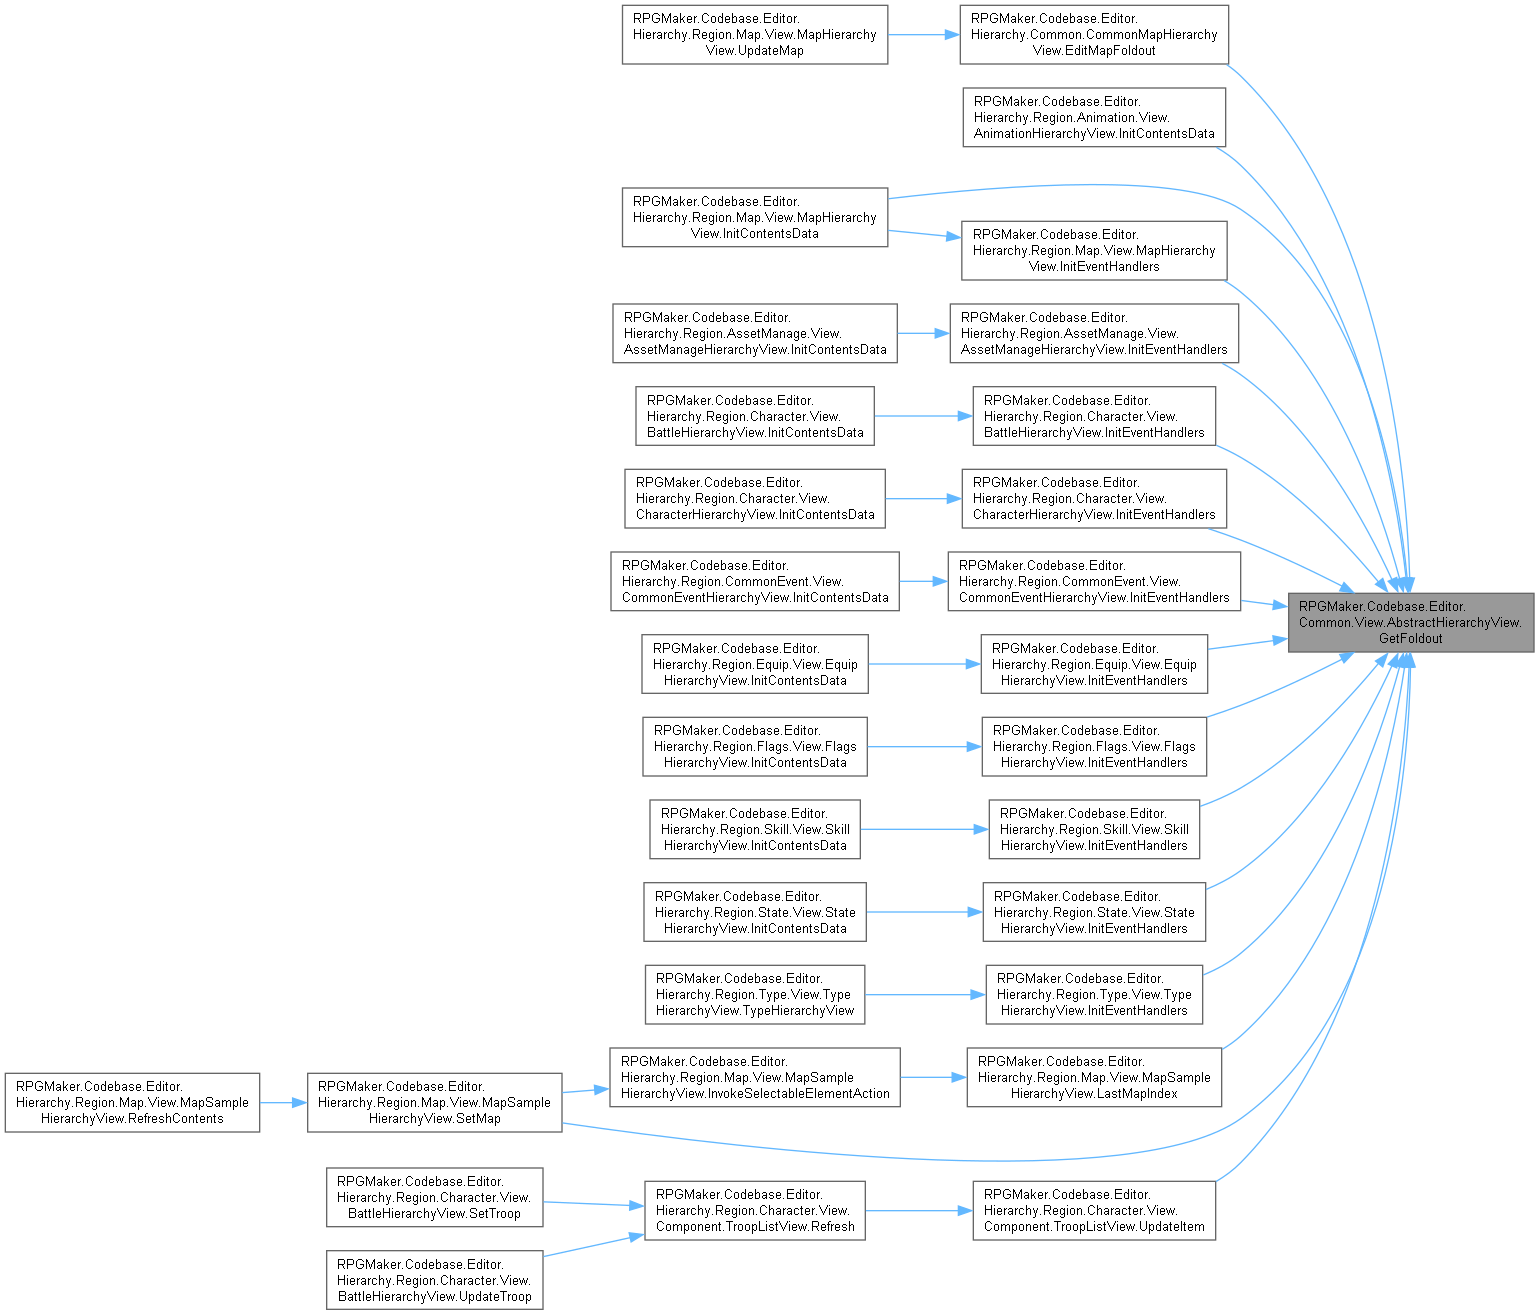 RPGMaker.Codebase.Editor.
Hierarchy.Region.Map.View.MapHierarchy
View.UpdateMap
RPGMaker.Codebase.Editor.
Hierarchy.Common.CommonMapHierarchy
View.EditMapFoldout
RPGMaker.Codebase.Editor.
Hierarchy.Region.Animation.View.
AnimationHierarchyView.InitContentsData
RPGMaker.Codebase.Editor.
Hierarchy.Region.Map.View.MapHierarchy
View.InitContentsData
RPGMaker.Codebase.Editor.
Hierarchy.Region.Map.View.MapHierarchy
View.InitEventHandlers
RPGMaker.Codebase.Editor.
Hierarchy.Region.AssetManage.View.
AssetManageHierarchyView.InitContentsData
RPGMaker.Codebase.Editor.
Hierarchy.Region.AssetManage.View.
AssetManageHierarchyView.InitEventHandlers
RPGMaker.Codebase.Editor.
Hierarchy.Region.Character.View.
BattleHierarchyView.InitContentsData
RPGMaker.Codebase.Editor.
Hierarchy.Region.Character.View.
BattleHierarchyView.InitEventHandlers
RPGMaker.Codebase.Editor.
Hierarchy.Region.Character.View.
CharacterHierarchyView.InitContentsData
RPGMaker.Codebase.Editor.
Hierarchy.Region.Character.View.
CharacterHierarchyView.InitEventHandlers
RPGMaker.Codebase.Editor.
Hierarchy.Region.CommonEvent.View.
CommonEventHierarchyView.InitContentsData
RPGMaker.Codebase.Editor.
Hierarchy.Region.CommonEvent.View.
CommonEventHierarchyView.InitEventHandlers
RPGMaker.Codebase.Editor.
Common.View.AbstractHierarchyView.
GetFoldout
RPGMaker.Codebase.Editor.
Hierarchy.Region.Equip.View.Equip
HierarchyView.InitContentsData
RPGMaker.Codebase.Editor.
Hierarchy.Region.Equip.View.Equip
HierarchyView.InitEventHandlers
RPGMaker.Codebase.Editor.
Hierarchy.Region.Flags.View.Flags
HierarchyView.InitContentsData
RPGMaker.Codebase.Editor.
Hierarchy.Region.Flags.View.Flags
HierarchyView.InitEventHandlers
RPGMaker.Codebase.Editor.
Hierarchy.Region.Skill.View.Skill
HierarchyView.InitContentsData
RPGMaker.Codebase.Editor.
Hierarchy.Region.Skill.View.Skill
HierarchyView.InitEventHandlers
RPGMaker.Codebase.Editor.
Hierarchy.Region.State.View.State
HierarchyView.InitContentsData
RPGMaker.Codebase.Editor.
Hierarchy.Region.State.View.State
HierarchyView.InitEventHandlers
RPGMaker.Codebase.Editor.
Hierarchy.Region.Type.View.Type
HierarchyView.TypeHierarchyView
RPGMaker.Codebase.Editor.
Hierarchy.Region.Type.View.Type
HierarchyView.InitEventHandlers
RPGMaker.Codebase.Editor.
Hierarchy.Region.Map.View.MapSample
HierarchyView.RefreshContents
RPGMaker.Codebase.Editor.
Hierarchy.Region.Map.View.MapSample
HierarchyView.SetMap
RPGMaker.Codebase.Editor.
Hierarchy.Region.Map.View.MapSample
HierarchyView.InvokeSelectableElementAction
RPGMaker.Codebase.Editor.
Hierarchy.Region.Map.View.MapSample
HierarchyView.LastMapIndex
RPGMaker.Codebase.Editor.
Hierarchy.Region.Character.View.
BattleHierarchyView.SetTroop
RPGMaker.Codebase.Editor.
Hierarchy.Region.Character.View.
Component.TroopListView.Refresh
RPGMaker.Codebase.Editor.
Hierarchy.Region.Character.View.
Component.TroopListView.UpdateItem
RPGMaker.Codebase.Editor.
Hierarchy.Region.Character.View.
BattleHierarchyView.UpdateTroop